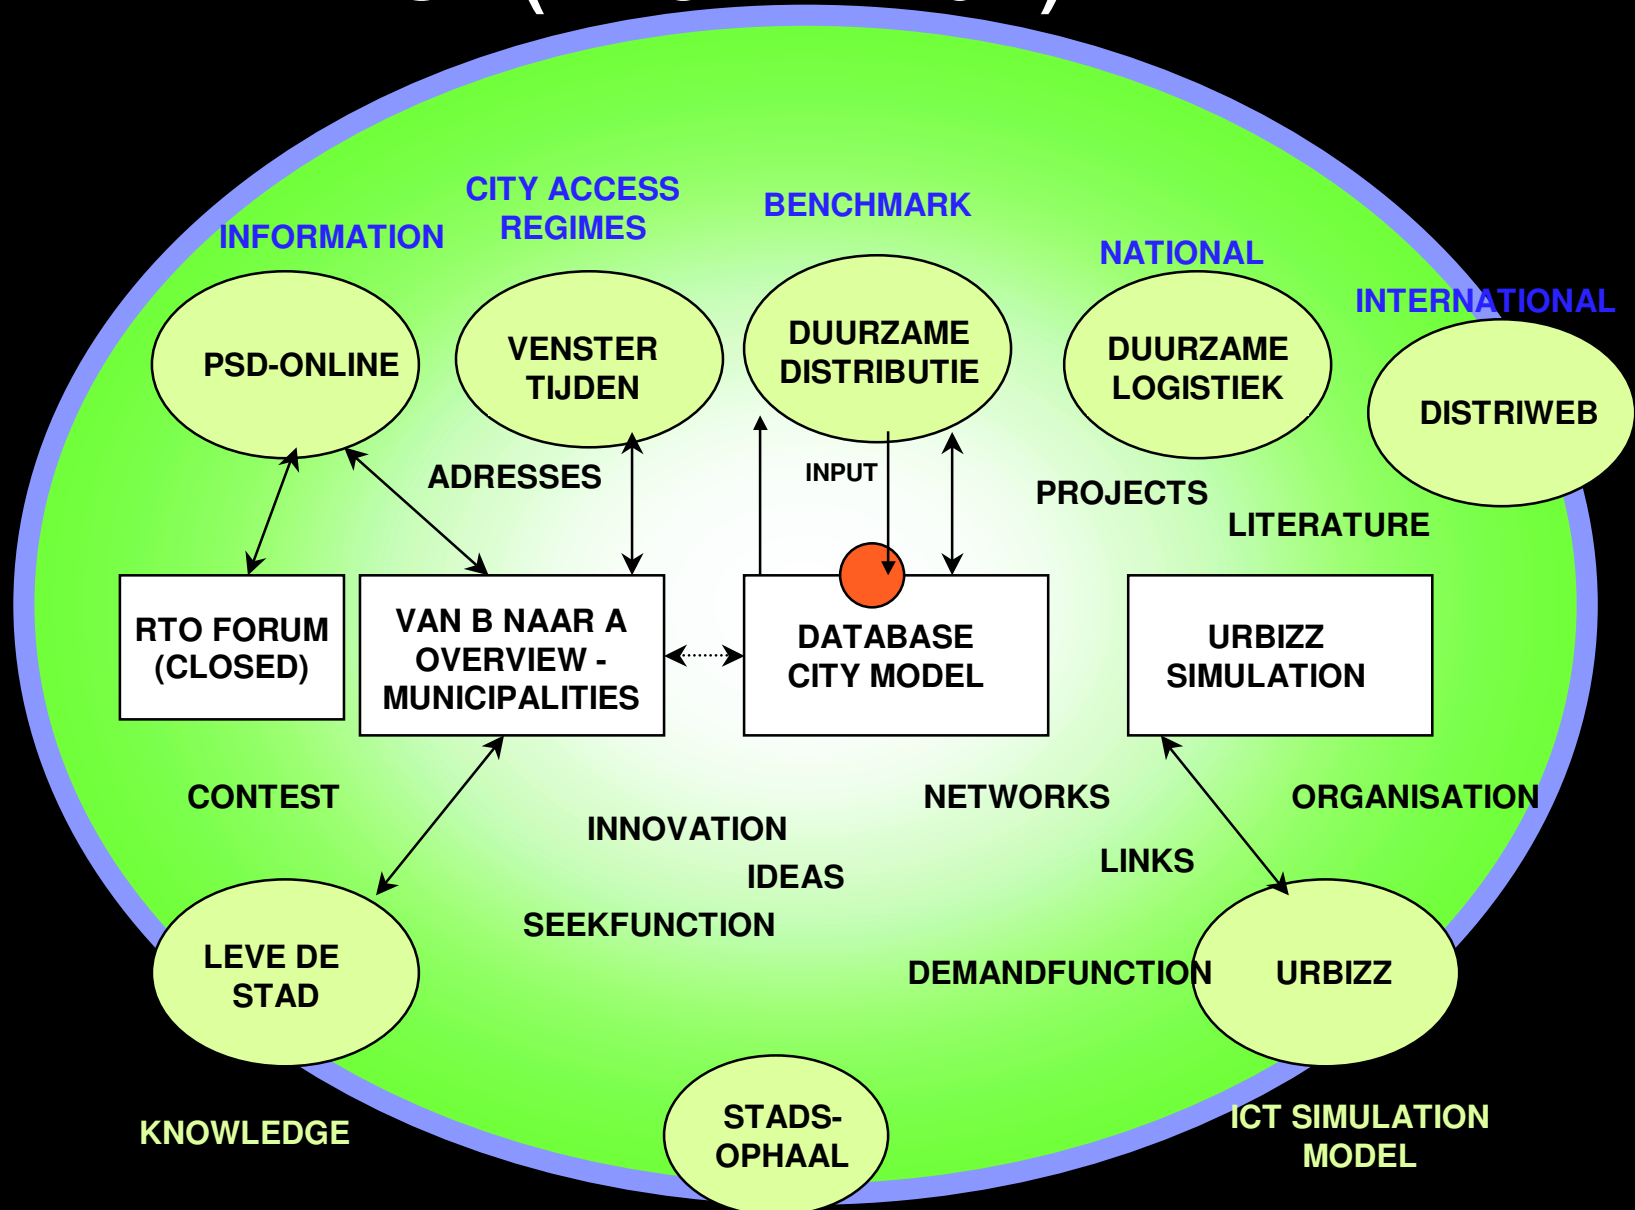 CITY ACCESS
REGIMES
BENCHMARK
INFORMATION
NATIONAL
INTERNATIONAL
PSD-ONLINE
VENSTER
TIJDEN
DUURZAME
DISTRIBUTIE
DUURZAME
LOGISTIEK
DISTRIWEB
ADRESSES
INPUT
PROJECTS
LITERATURE
RTO FORUM
(CLOSED)
VAN B NAAR A
OVERVIEW -
MUNICIPALITIES
DATABASE
CITY MODEL
URBIZZ
SIMULATION
CONTEST
NETWORKS
ORGANISATION
INNOVATION
LINKS
IDEAS
SEEKFUNCTION
LEVE DE
STAD
DEMANDFUNCTION
URBIZZ
KNOWLEDGE
STADS-
OPHAAL
ICT SIMULATION
MODEL